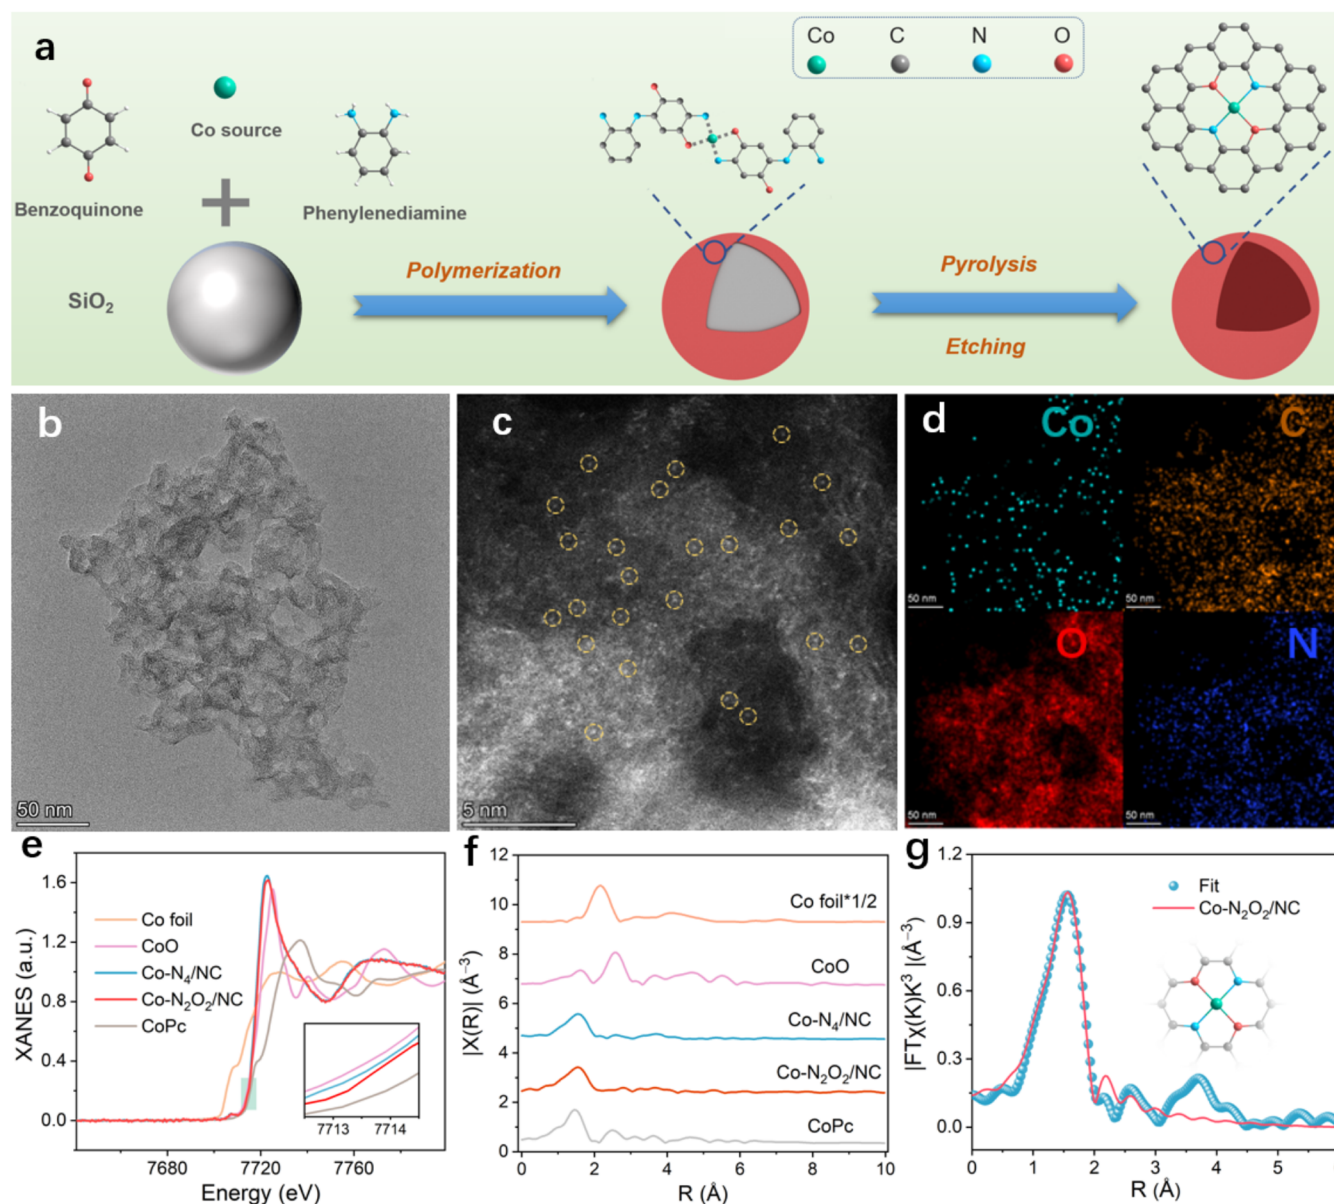 a
Co C N O
Co source
Benzoquinone
Phenylenediamine
SiO₂
Polymerization
Pyrolysis
Etching
b
50 nm
c
5 nm
d
Co
50 nm
C
50 nm
O
50 nm
N
50 nm
e
XANES (a.u.)
1.6
1.2
0.8
0.4
0.0
Co foil
CoO
Co-N₄/NC
Co-N₂O₂/NC
CoPc
7713 7714
7680 7720 7760
Energy (eV)
f
|X(R)| (Å⁻³)
12
10
8
6
4
2
0
Co foil*1/2
CoO
Co-N₄/NC
Co-N₂O₂/NC
CoPc
0 2 4 6 8 10
R (Å)
g
|FTχ(K)K³ |(Å⁻³)
1.2
0.9
0.6
0.3
0.0
Fit
Co-N₂O₂/NC
0 1 2 3 4 5
R (Å)